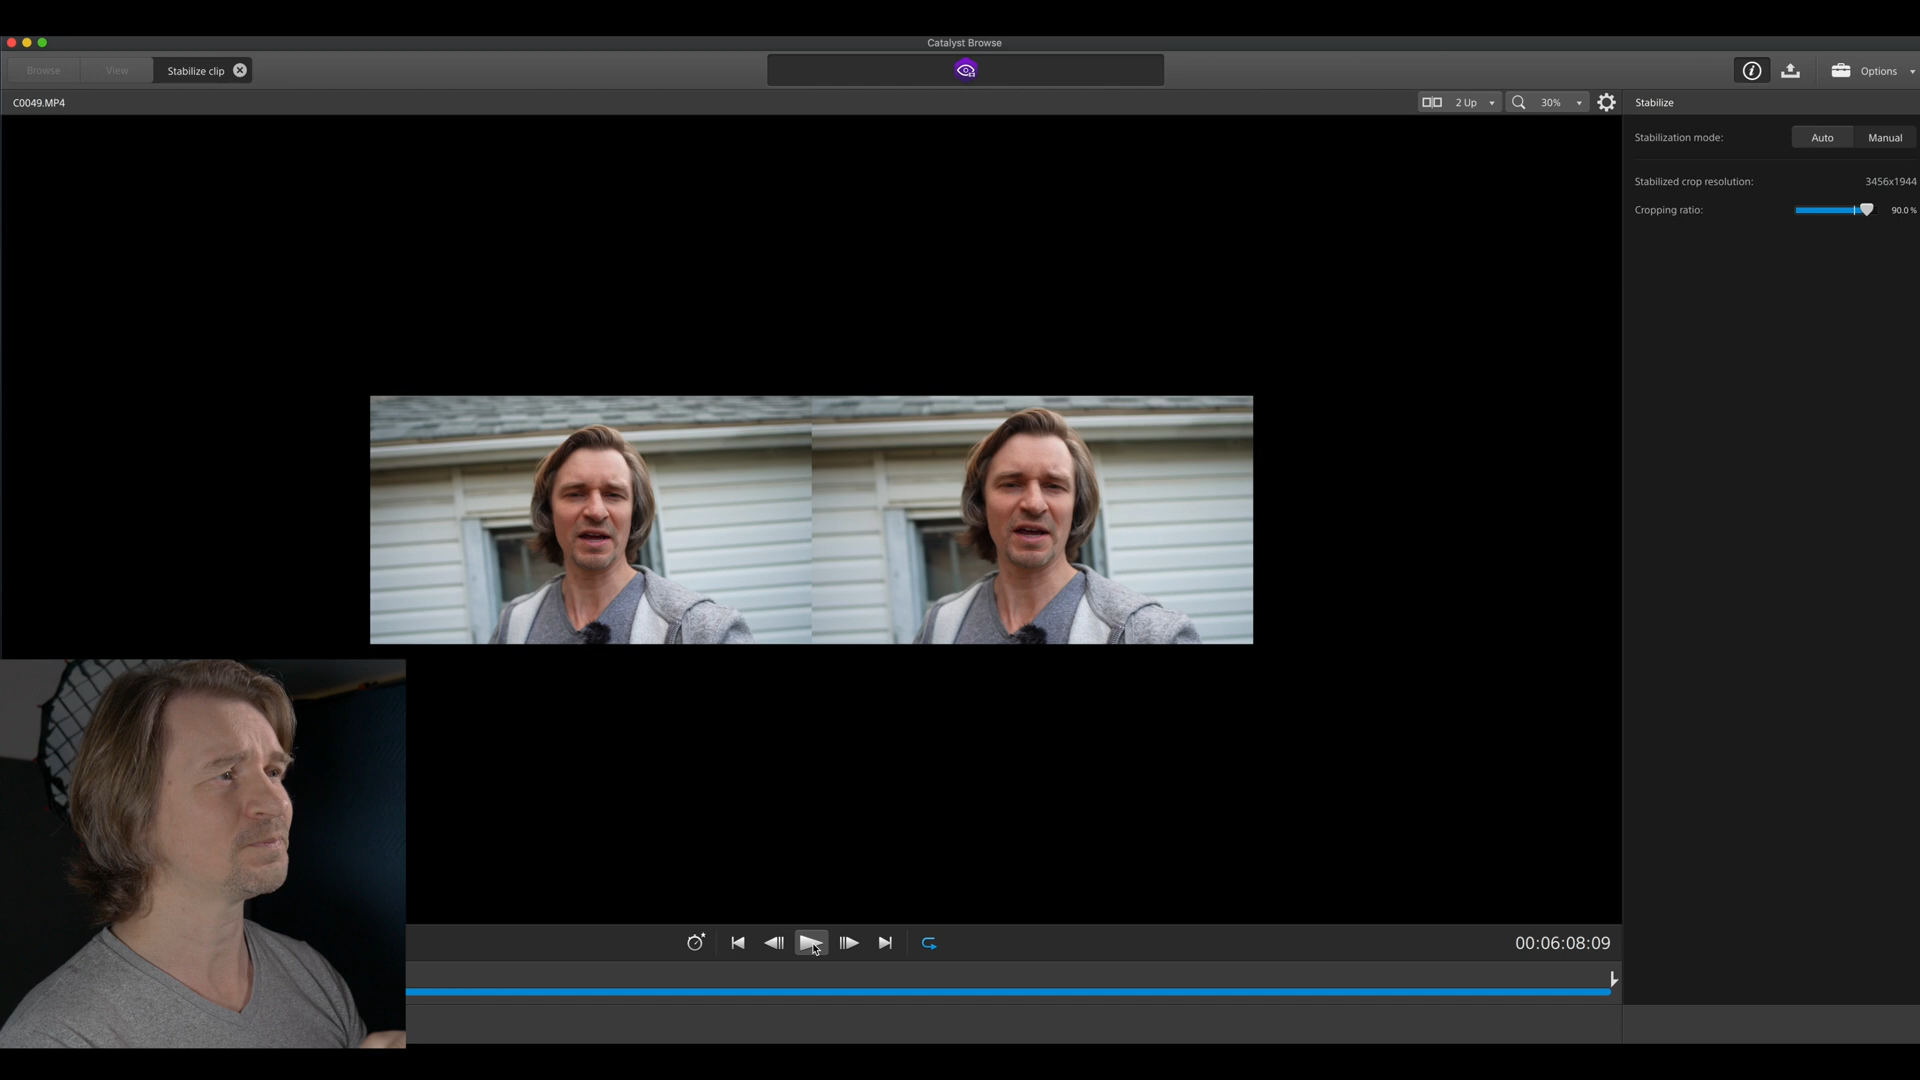 Catalyst Browse
Browse View Stabilize clip
Options
C0049.MP4
2 Up 30%
Stabilize
Stabilization mode: Auto Manual
Stabilized crop resolution: 3456x1944
Cropping ratio: 90.0 %
00:06:08:09